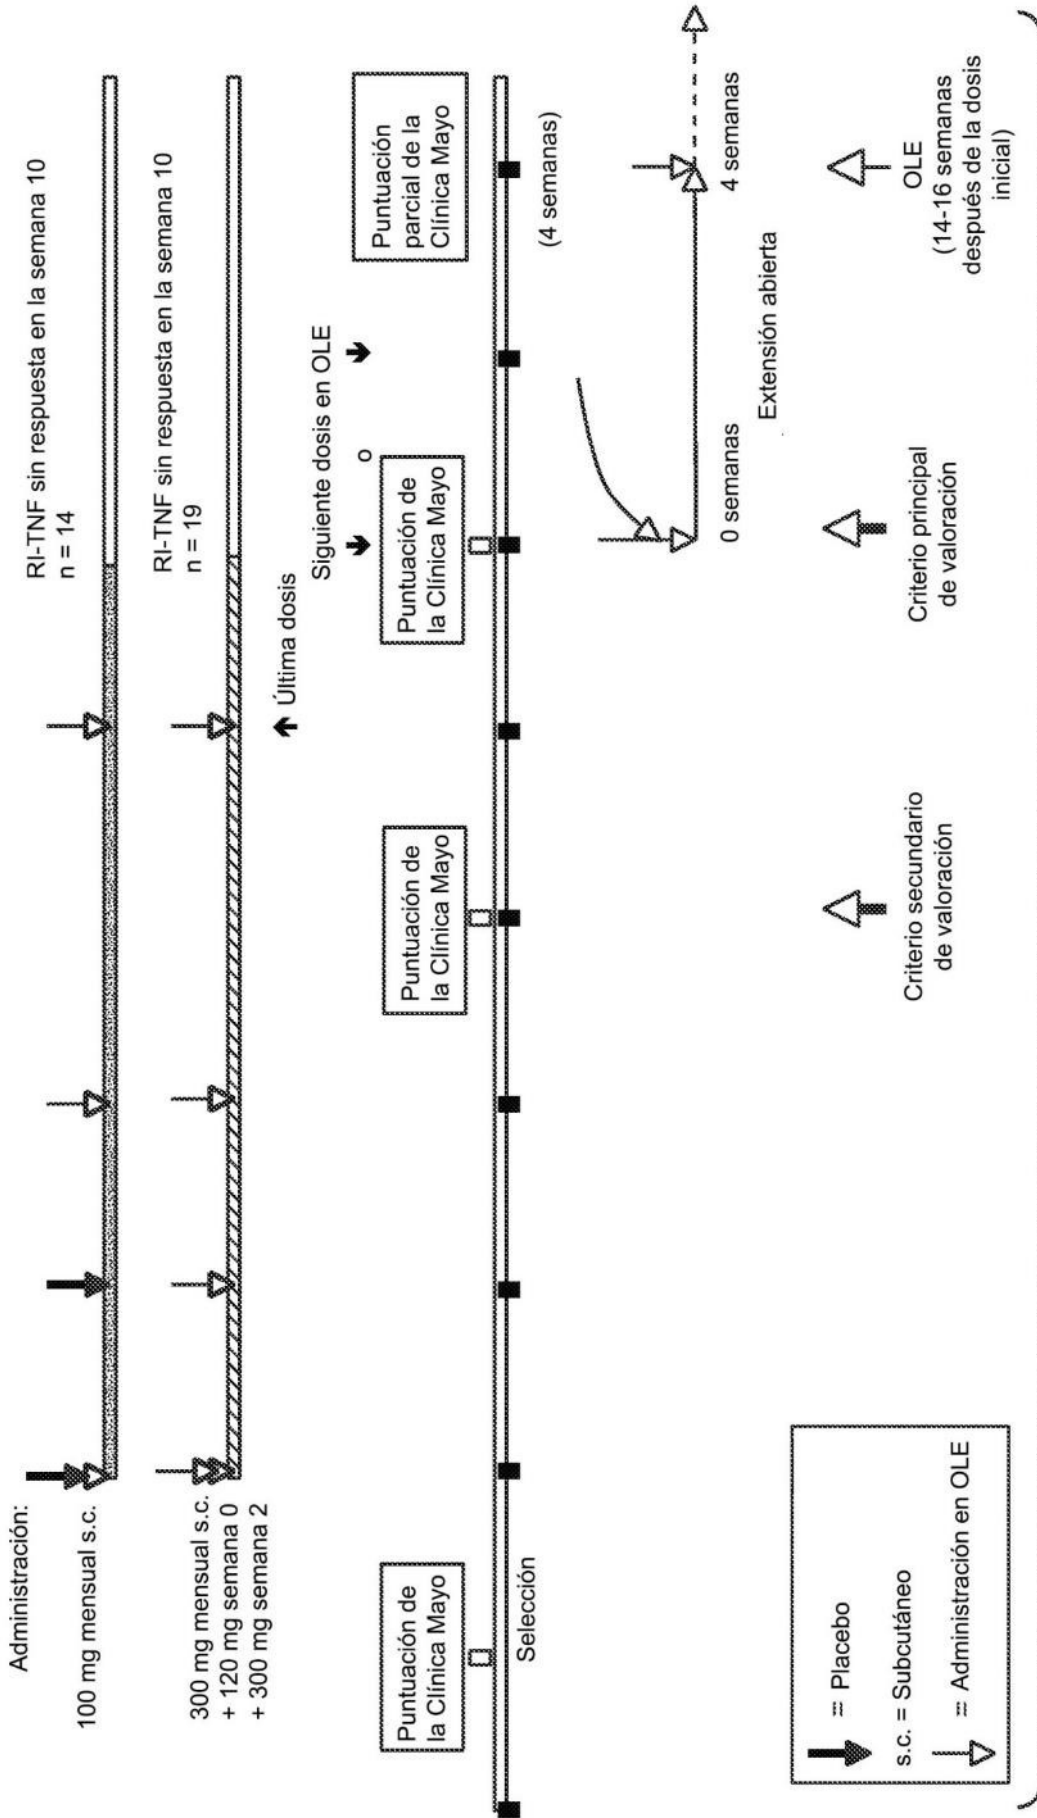 Administración:
100 mg mensual s.c.
RI-TNF sin respuesta en la semana 10
n = 14
300 mg mensual s.c.
+ 120 mg semana 0
+ 300 mg semana 2
RI-TNF sin respuesta en la semana 10
n = 19
Última dosis
Siguiente dosis en OLE
o
Puntuación de
la Clínica Mayo
Puntuación de
la Clínica Mayo
Puntuación de
la Clínica Mayo
Puntuación
parcial de la
Clínica Mayo
Selección
(4 semanas)
0 semanas
4 semanas
Extensión abierta
Criterio secundario
de valoración
Criterio principal
de valoración
OLE
(14-16 semanas
después de la dosis
inicial)
= Placebo
s.c. = Subcutáneo
= Administración en OLE